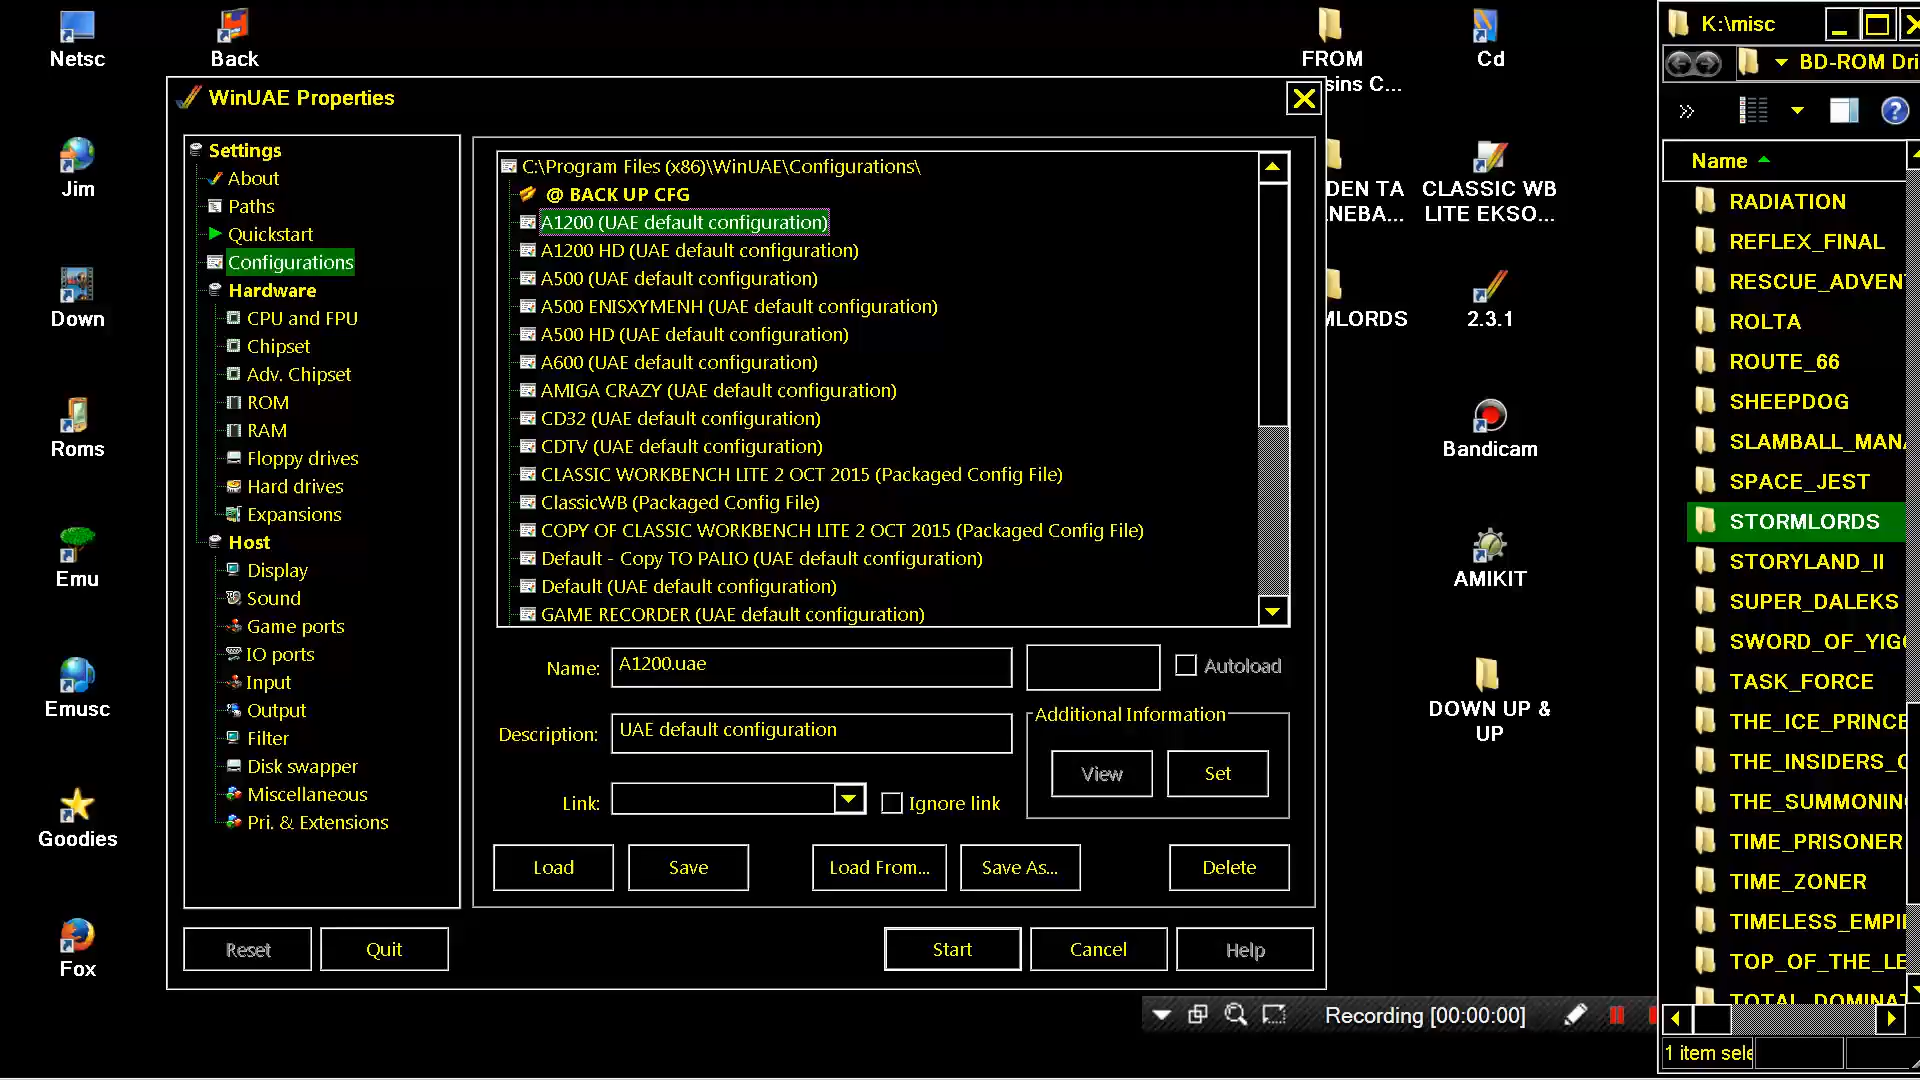 Netsc
Back
Jim
Down
Roms
Emu
Emusc
Goodies
Fox
WinUAE Properties
Settings
About
Paths
Quickstart
Configurations
Hardware
CPU and FPU
Chipset
Adv. Chipset
ROM
RAM
Floppy drives
Hard drives
Expansions
Host
Display
Sound
Game ports
IO ports
Input
Output
Filter
Disk swapper
Miscellaneous
Pri. & Extensions
C:\Program Files (x86)\WinUAE\Configurations\
@ BACK UP CFG
A1200 (UAE default configuration)
A1200 HD (UAE default configuration)
A500 (UAE default configuration)
A500 ENISXYMENH (UAE default configuration)
A500 HD (UAE default configuration)
A600 (UAE default configuration)
AMIGA CRAZY (UAE default configuration)
CD32 (UAE default configuration)
CDTV (UAE default configuration)
CLASSIC WORKBENCH LITE 2 OCT 2015 (Packaged Config File)
ClassicWB (Packaged Config File)
COPY OF CLASSIC WORKBENCH LITE 2 OCT 2015 (Packaged Config File)
Default - Copy TO PALIO (UAE default configuration)
Default (UAE default configuration)
GAME RECORDER (UAE default configuration)
Name: A1200.uae
Autoload
Description: UAE default configuration
Additional Information
View Set
Link:
Ignore link
Load Save Load From... Save As... Delete
Reset Quit Start Cancel Help
FROM
sins C...
DEN TA
NEBA...
MLORDS
Cd
CLASSIC WB
LITE EKSO...
2.3.1
Bandicam
AMIKIT
DOWN UP &
UP
Recording [00:00:00]
K:\misc
BD-ROM Dri
Name
RADIATION
REFLEX_FINAL
RESCUE_ADVEN
ROLTA
ROUTE_66
SHEEPDOG
SLAMBALL_MANA
SPACE_JEST
STORMLORDS
STORYLAND_II
SUPER_DALEKS
SWORD_OF_YIG
TASK_FORCE
THE_ICE_PRINCE
THE_INSIDERS_C
THE_SUMMONIN
TIME_PRISONER
TIME_ZONER
TIMELESS_EMPI
TOP_OF_THE_LE
TOTAL_DOMINAT
1 item sele